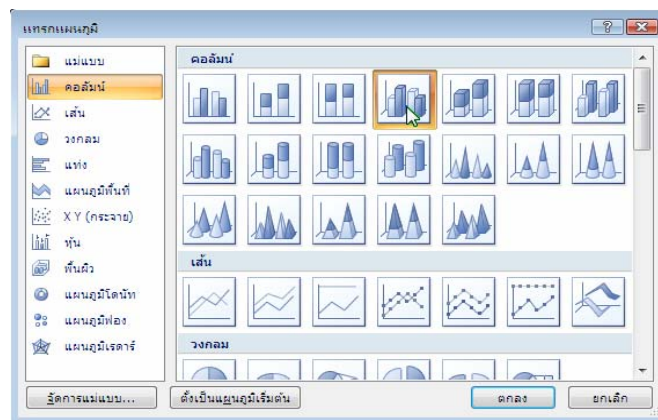 แทรกแผนภูมิ
แม่แบบ
คอลัมน์
เส้น
วงกลม
แท่ง
แผนภูมิพื้นที่
X Y (กระจาย)
หุ้น
พื้นผิว
แผนภูมิโดนัท
แผนภูมิฟอง
แผนภูมิเรดาร์
คอลัมน์
เส้น
วงกลม
จัดการแม่แบบ...
ตั้งเป็นแผนภูมิเริ่มต้น
ตกลง
ยกเลิก